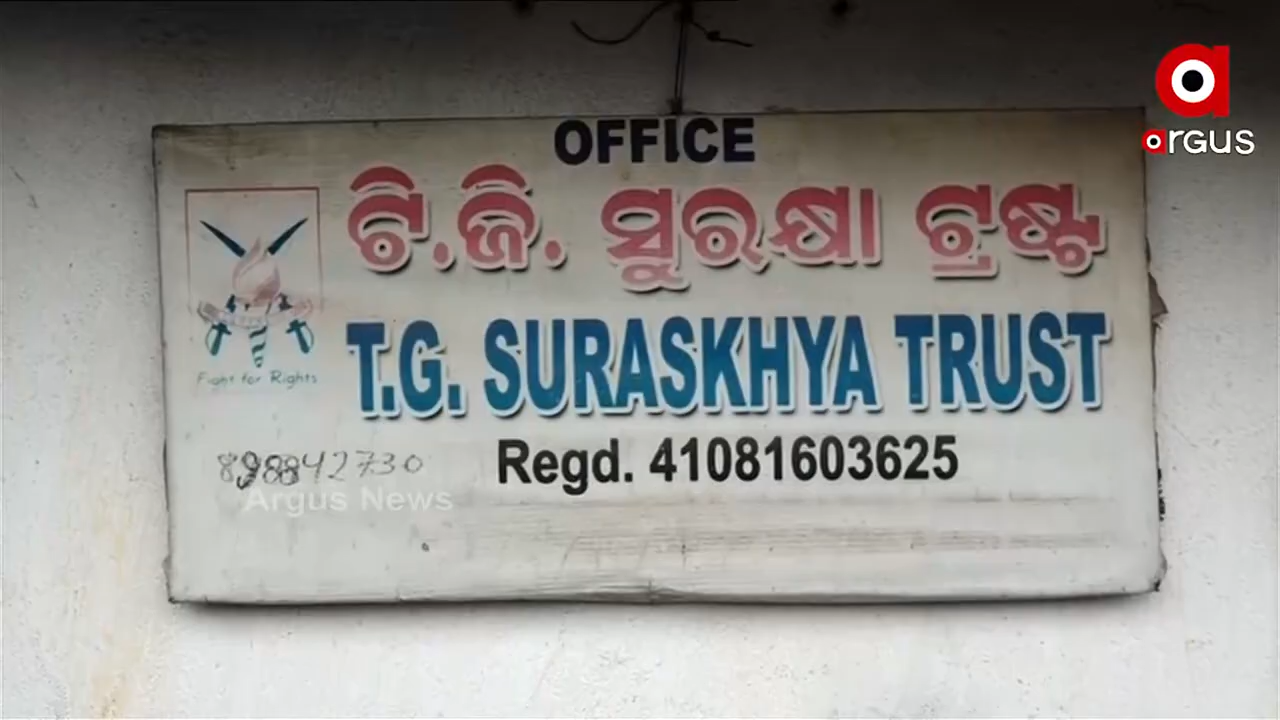 argus
OFFICE
ଟି.ଜି. ସୁରକ୍ଷା ଟ୍ରଷ୍ଟ
T.G. SURASKHYA TRUST
Fight for Rights
Regd. 41081603625
Argus News